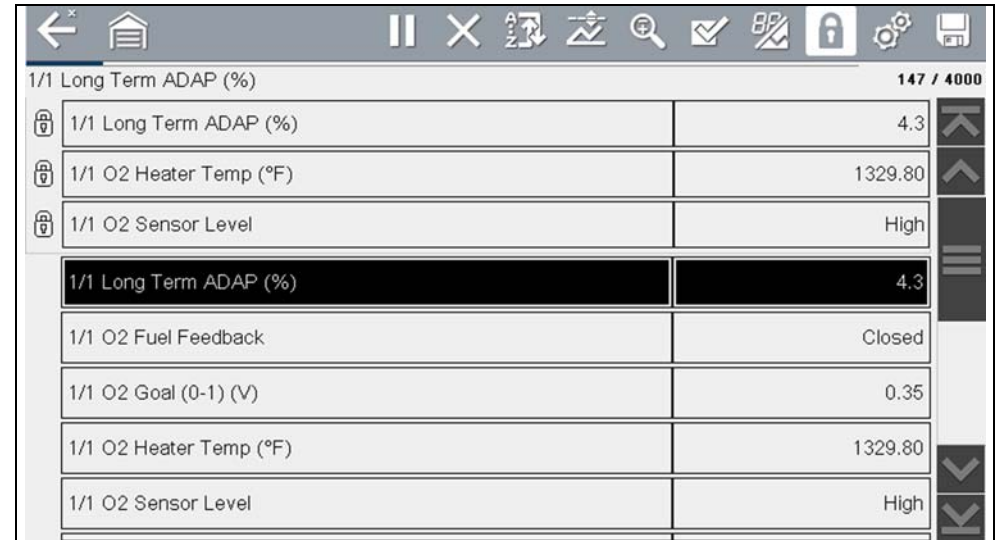 1/1 Long Term ADAP (%) 147 / 4000
1/1 Long Term ADAP (%) 4.3
1/1 O2 Heater Temp (°F) 1329.80
1/1 O2 Sensor Level High
1/1 Long Term ADAP (%) 4.3
1/1 O2 Fuel Feedback Closed
1/1 O2 Goal (0-1) (V) 0.35
1/1 O2 Heater Temp (°F) 1329.80
1/1 O2 Sensor Level High